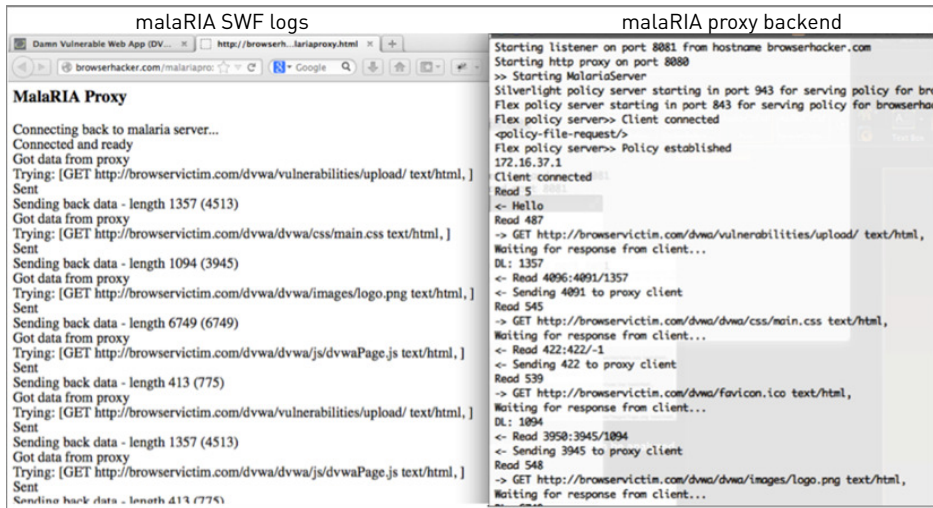 malaRIA SWF logs
malaRIA proxy backend
Damn Vulnerable Web App (DV...
http://browserh...lariaproxy.html
browserhacker.com/malariaprox
Google
MalaRIA Proxy
Connecting back to malaria server...
Connected and ready
Got data from proxy
Trying: [GET http://browservictim.com/dvwa/vulnerabilities/upload/ text/html, ]
Sent
Sending back data - length 1357 (4513)
Got data from proxy
Trying: [GET http://browservictim.com/dvwa/dvwa/css/main.css text/html, ]
Sent
Sending back data - length 1094 (3945)
Got data from proxy
Trying: [GET http://browservictim.com/dvwa/dvwa/images/logo.png text/html, ]
Sent
Sending back data - length 6749 (6749)
Got data from proxy
Trying: [GET http://browservictim.com/dvwa/dvwa/js/dvwaPage.js text/html, ]
Sent
Sending back data - length 413 (775)
Got data from proxy
Trying: [GET http://browservictim.com/dvwa/vulnerabilities/upload/ text/html, ]
Sent
Sending back data - length 1357 (4513)
Got data from proxy
Trying: [GET http://browservictim.com/dvwa/dvwa/js/dvwaPage.js text/html, ]
Sent
Sending back data - length 413 (775)
Starting listener on port 8081 from hostname browserhacker.com
Starting http proxy on port 8080
>> Starting MalariaServer
Silverlight policy server starting in port 943 for serving policy for bro
Flex policy server starting in port 843 for serving policy for browserhac
Flex policy server>> Client connected
<policy-file-request/>
Flex policy server>> Policy established
172.16.37.1
Client connected
Read 5
<- Hello
Read 487
-> GET http://browservictim.com/dvwa/vulnerabilities/upload/ text/html,
Waiting for response from client...
DL: 1357
<- Read 4096:4091/1357
<- Sending 4091 to proxy client
Read 545
-> GET http://browservictim.com/dvwa/dvwa/css/main.css text/html,
Waiting for response from client...
<- Read 422:422/-1
<- Sending 422 to proxy client
Read 539
-> GET http://browservictim.com/dvwa/favicon.ico text/html,
Waiting for response from client...
DL: 1094
<- Read 3950:3945/1094
<- Sending 3945 to proxy client
Read 548
-> GET http://browservictim.com/dvwa/dvwa/images/logo.png text/html,
Waiting for response from client...